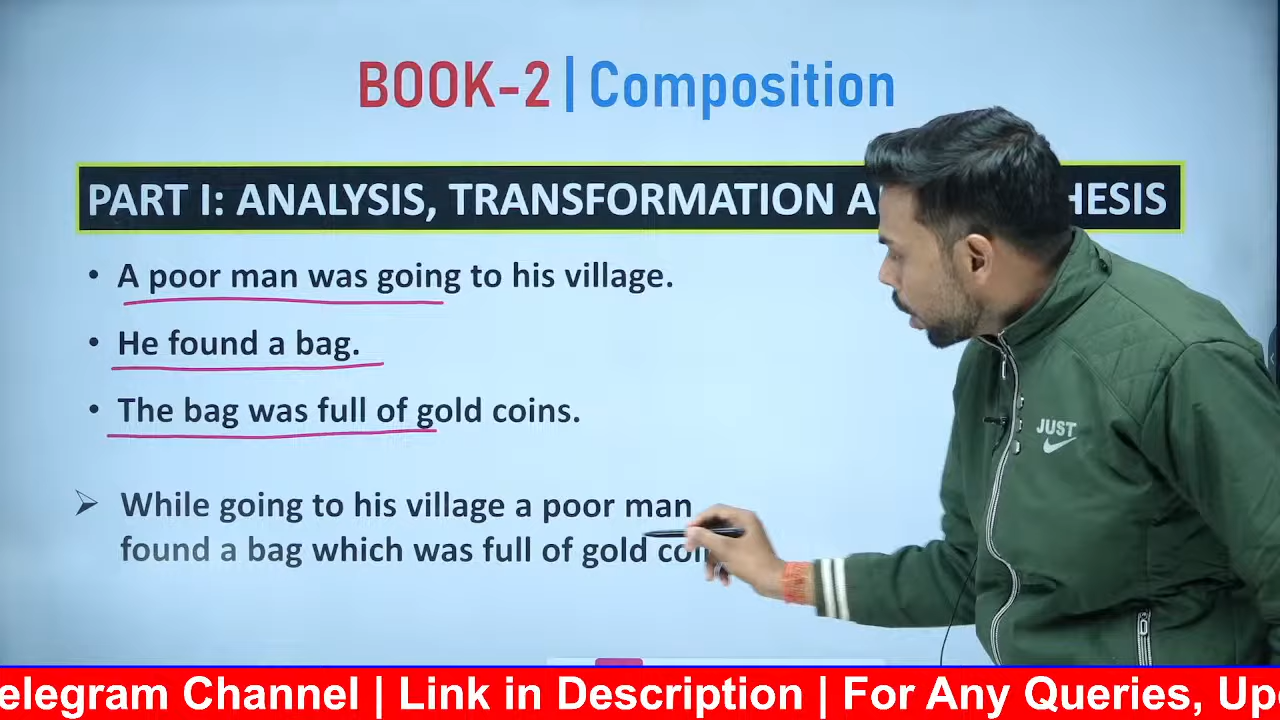 BOOK-2 | Composition
PART I: ANALYSIS, TRANSFORMATION
• A poor man was going to his village.
• He found a bag.
• The bag was full of gold coins.
JUST
➢ While going to his village a poor man
found a bag which was full of gold
Channel | Link in Description | For Any Queries,